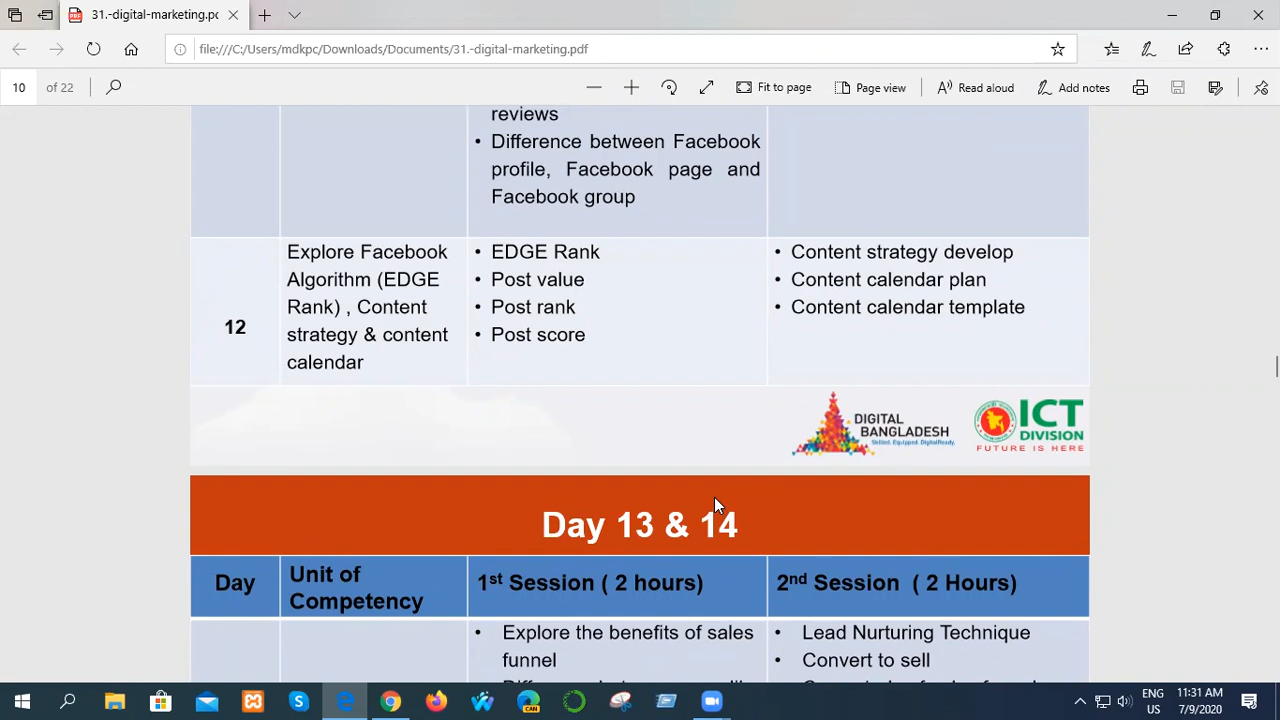 31.-digital-marketing.pdf
file:///C:/Users/mdkpc/Downloads/Documents/31.-digital-marketing.pdf
10 of 22
Fit to page
Page view
Read aloud
Add notes
reviews
• Difference between Facebook
profile, Facebook page and
Facebook group
12
Explore Facebook
Algorithm (EDGE
Rank) , Content
strategy & content
calendar
• EDGE Rank
• Post value
• Post rank
• Post score
• Content strategy develop
• Content calendar plan
• Content calendar template
DIGITAL
BANGLADESH
Skilled. Equipped. DigitalReady.
ICT
DIVISION
FUTURE IS HERE
Day 13 & 14
Day
Unit of
Competency
1st Session ( 2 hours)
2nd Session ( 2 Hours)
• Explore the benefits of sales
funnel
• Lead Nurturing Technique
• Convert to sell
CAN
ENG
US
11:31 AM
7/9/2020